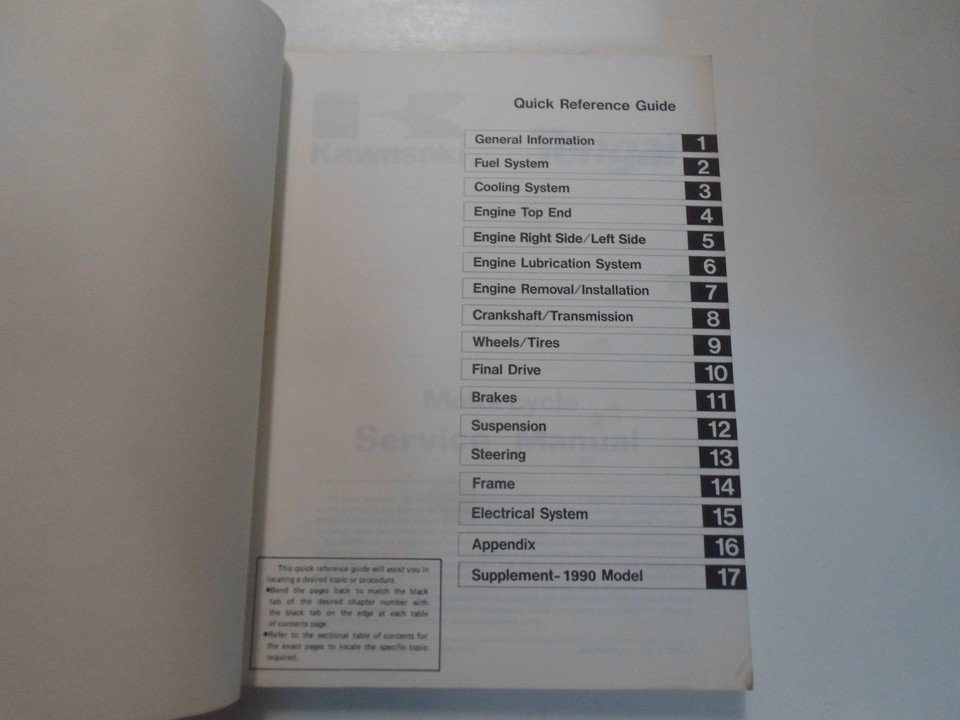 Quick Reference Guide
General Information 1
Fuel System 2
Cooling System 3
Engine Top End 4
Engine Right Side/Left Side 5
Engine Lubrication System 6
Engine Removal/Installation 7
Crankshaft/Transmission 8
Wheels/Tires 9
Final Drive 10
Brakes 11
Suspension 12
Steering 13
Frame 14
Electrical System 15
Appendix 16
Supplement-1990 Model 17
This quick reference guide will assist you in
locating a desired topic or procedure.
•Bend the pages back to match the black
tab of the desired chapter number with
the black tab on the edge at each table
of contents page.
•Refer to the sectional table of contents for
the exact pages to locate the specific topic
required.
Kawasaki Tengai
Motorcycle
Service Manual